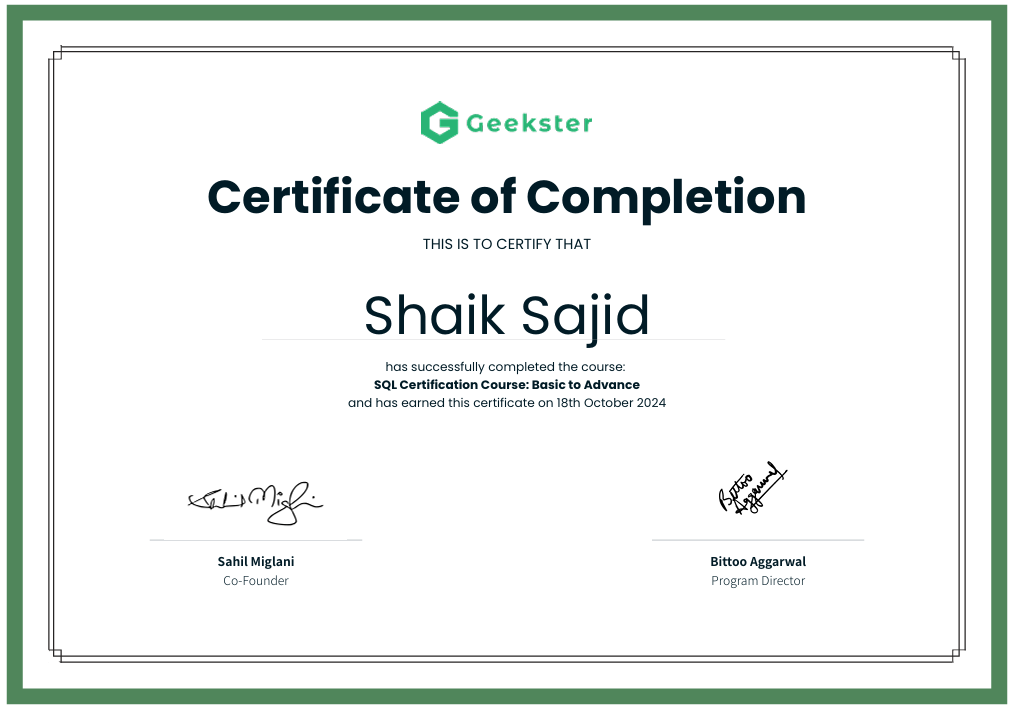 Geekster
Certificate of Completion
THIS IS TO CERTIFY THAT
Shaik Sajid
has successfully completed the course:
SQL Certification Course: Basic to Advance
and has earned this certificate on 18th October 2024
Sahil Miglani
Bittoo
Aggarwal
Sahil Miglani
Co-Founder
Bittoo Aggarwal
Program Director